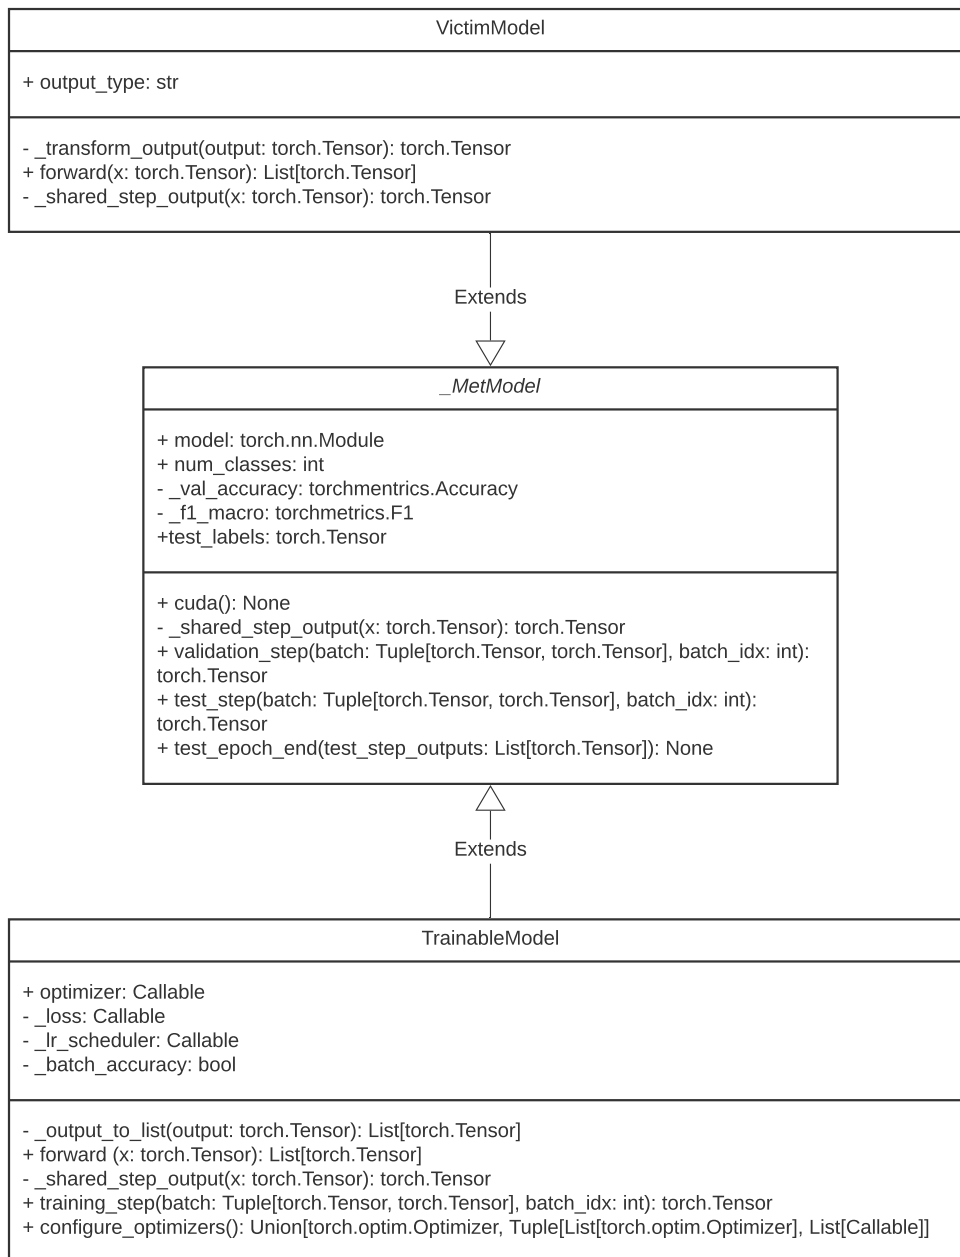 VictimModel
+ output_type: str
- _transform_output(output: torch.Tensor): torch.Tensor
+ forward(x: torch.Tensor): List[torch.Tensor]
- _shared_step_output(x: torch.Tensor): torch.Tensor
Extends
_MetModel
+ model: torch.nn.Module
+ num_classes: int
- _val_accuracy: torchmentrics.Accuracy
- _f1_macro: torchmetrics.F1
+test_labels: torch.Tensor
+ cuda(): None
- _shared_step_output(x: torch.Tensor): torch.Tensor
+ validation_step(batch: Tuple[torch.Tensor, torch.Tensor], batch_idx: int):
torch.Tensor
+ test_step(batch: Tuple[torch.Tensor, torch.Tensor], batch_idx: int):
torch.Tensor
+ test_epoch_end(test_step_outputs: List[torch.Tensor]): None
Extends
TrainableModel
+ optimizer: Callable
- _loss: Callable
- _lr_scheduler: Callable
- _batch_accuracy: bool
- _output_to_list(output: torch.Tensor): List[torch.Tensor]
+ forward (x: torch.Tensor): List[torch.Tensor]
- _shared_step_output(x: torch.Tensor): torch.Tensor
+ training_step(batch: Tuple[torch.Tensor, torch.Tensor], batch_idx: int): torch.Tensor
+ configure_optimizers(): Union[torch.optim.Optimizer, Tuple[List[torch.optim.Optimizer], List[Callable]]